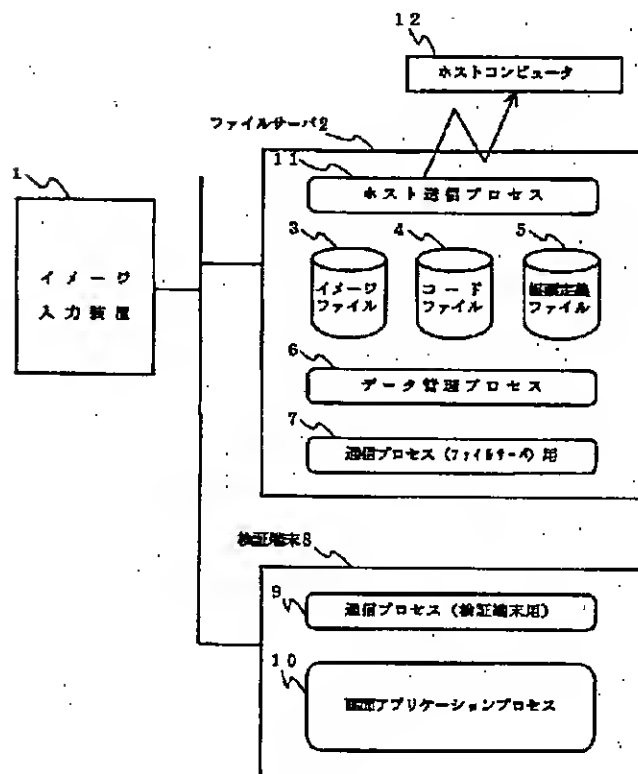 12
ホストコンピュータ
ファイルサーバ2
11
ホスト送信プロセス
1
イメージ
入力装置
3
イメージ
ファイル
4
コード
ファイル
5
帳票定義
ファイル
6
データ管理プロセス
7
通信プロセス(ファイルサーバ)用
検証端末8
9
通信プロセス(検証端末用)
10
アプリケーションプロセス